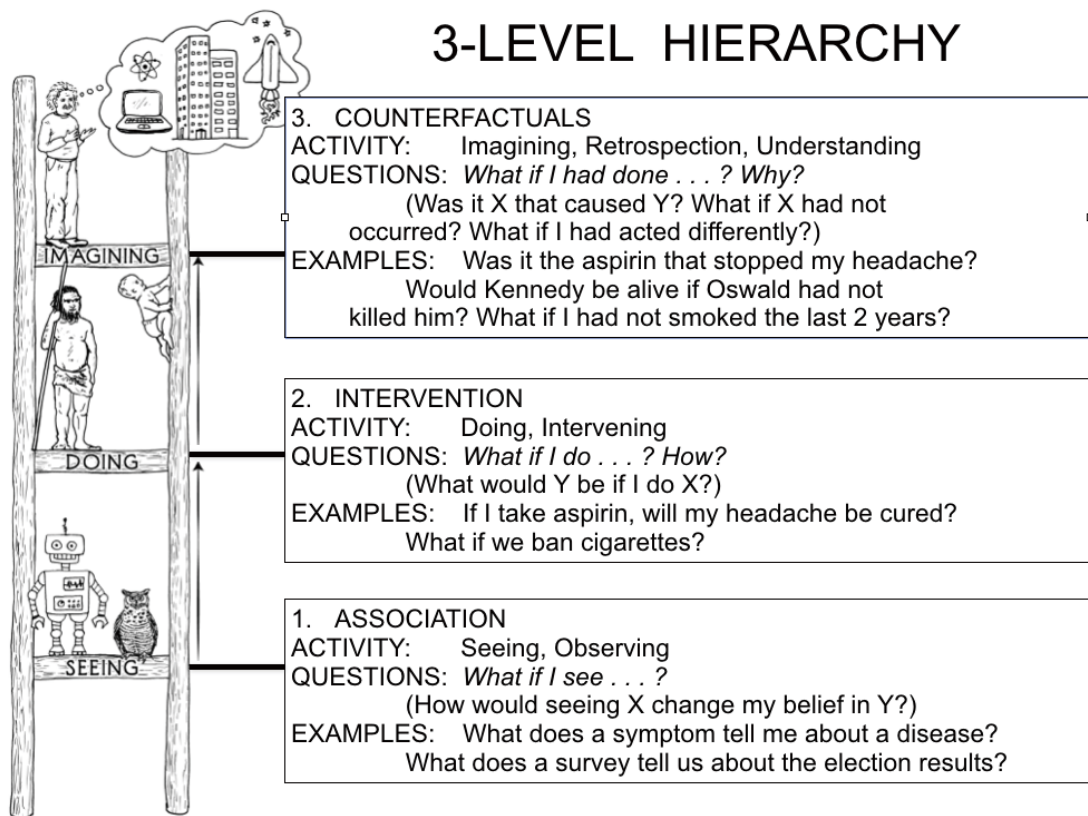 3-LEVEL HIERARCHY
3. COUNTERFACTUALS
ACTIVITY: Imagining, Retrospection, Understanding
QUESTIONS: What if I had done . . . ? Why?
(Was it X that caused Y? What if X had not
occurred? What if I had acted differently?)
EXAMPLES: Was it the aspirin that stopped my headache?
Would Kennedy be alive if Oswald had not
killed him? What if I had not smoked the last 2 years?
IMAGINING
2. INTERVENTION
ACTIVITY: Doing, Intervening
QUESTIONS: What if I do . . . ? How?
(What would Y be if I do X?)
EXAMPLES: If I take aspirin, will my headache be cured?
What if we ban cigarettes?
DOING
1. ASSOCIATION
ACTIVITY: Seeing, Observing
QUESTIONS: What if I see . . . ?
(How would seeing X change my belief in Y?)
EXAMPLES: What does a symptom tell me about a disease?
What does a survey tell us about the election results?
SEEING